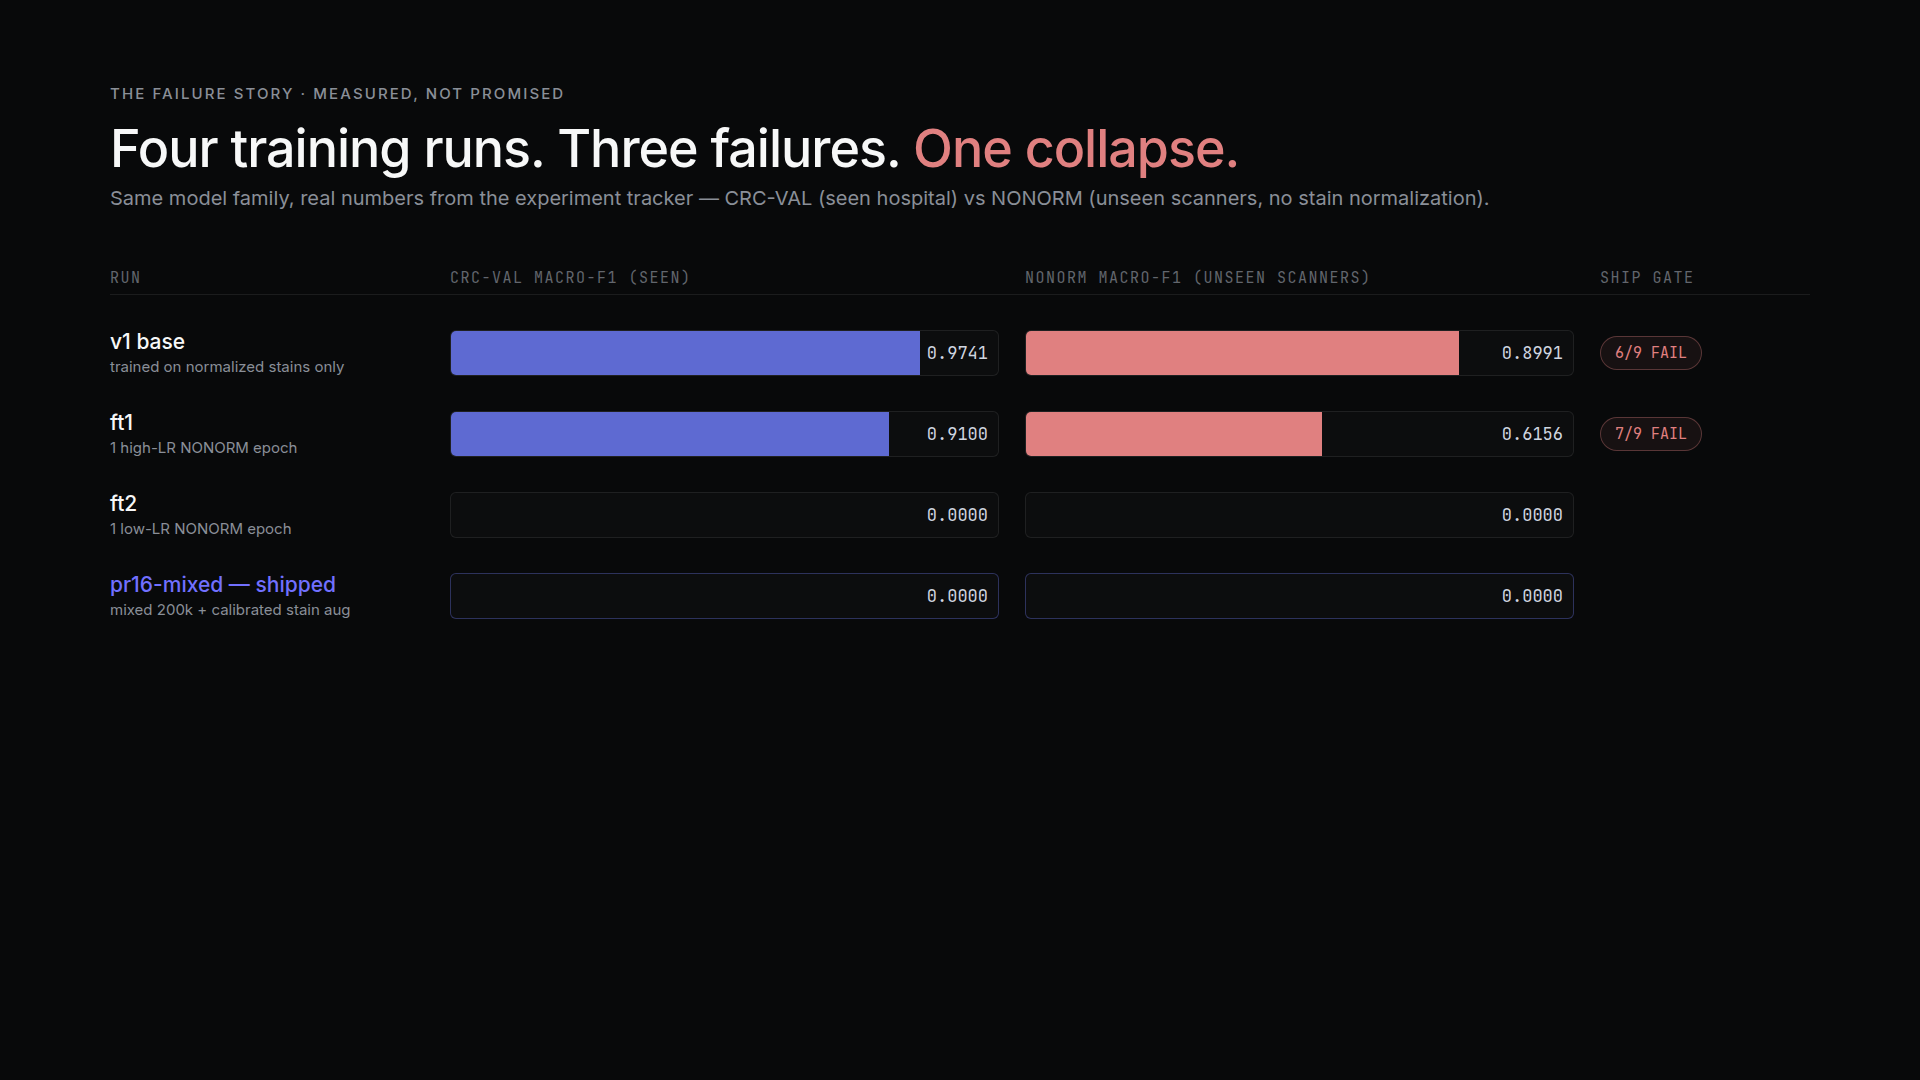 THE FAILURE STORY · MEASURED, NOT PROMISED
Four training runs. Three failures. One collapse.
Same model family, real numbers from the experiment tracker — CRC-VAL (seen hospital) vs NONORM (unseen scanners, no stain normalization).
RUN CRC-VAL MACRO-F1 (SEEN) NONORM MACRO-F1 (UNSEEN SCANNERS) SHIP GATE
v1 base 0.9741 0.8991 6/9 FAIL
trained on normalized stains only
ft1 0.9100 0.6156 7/9 FAIL
1 high-LR NONORM epoch
ft2 0.0000 0.0000
1 low-LR NONORM epoch
pr16-mixed — shipped 0.0000 0.0000
mixed 200k + calibrated stain aug